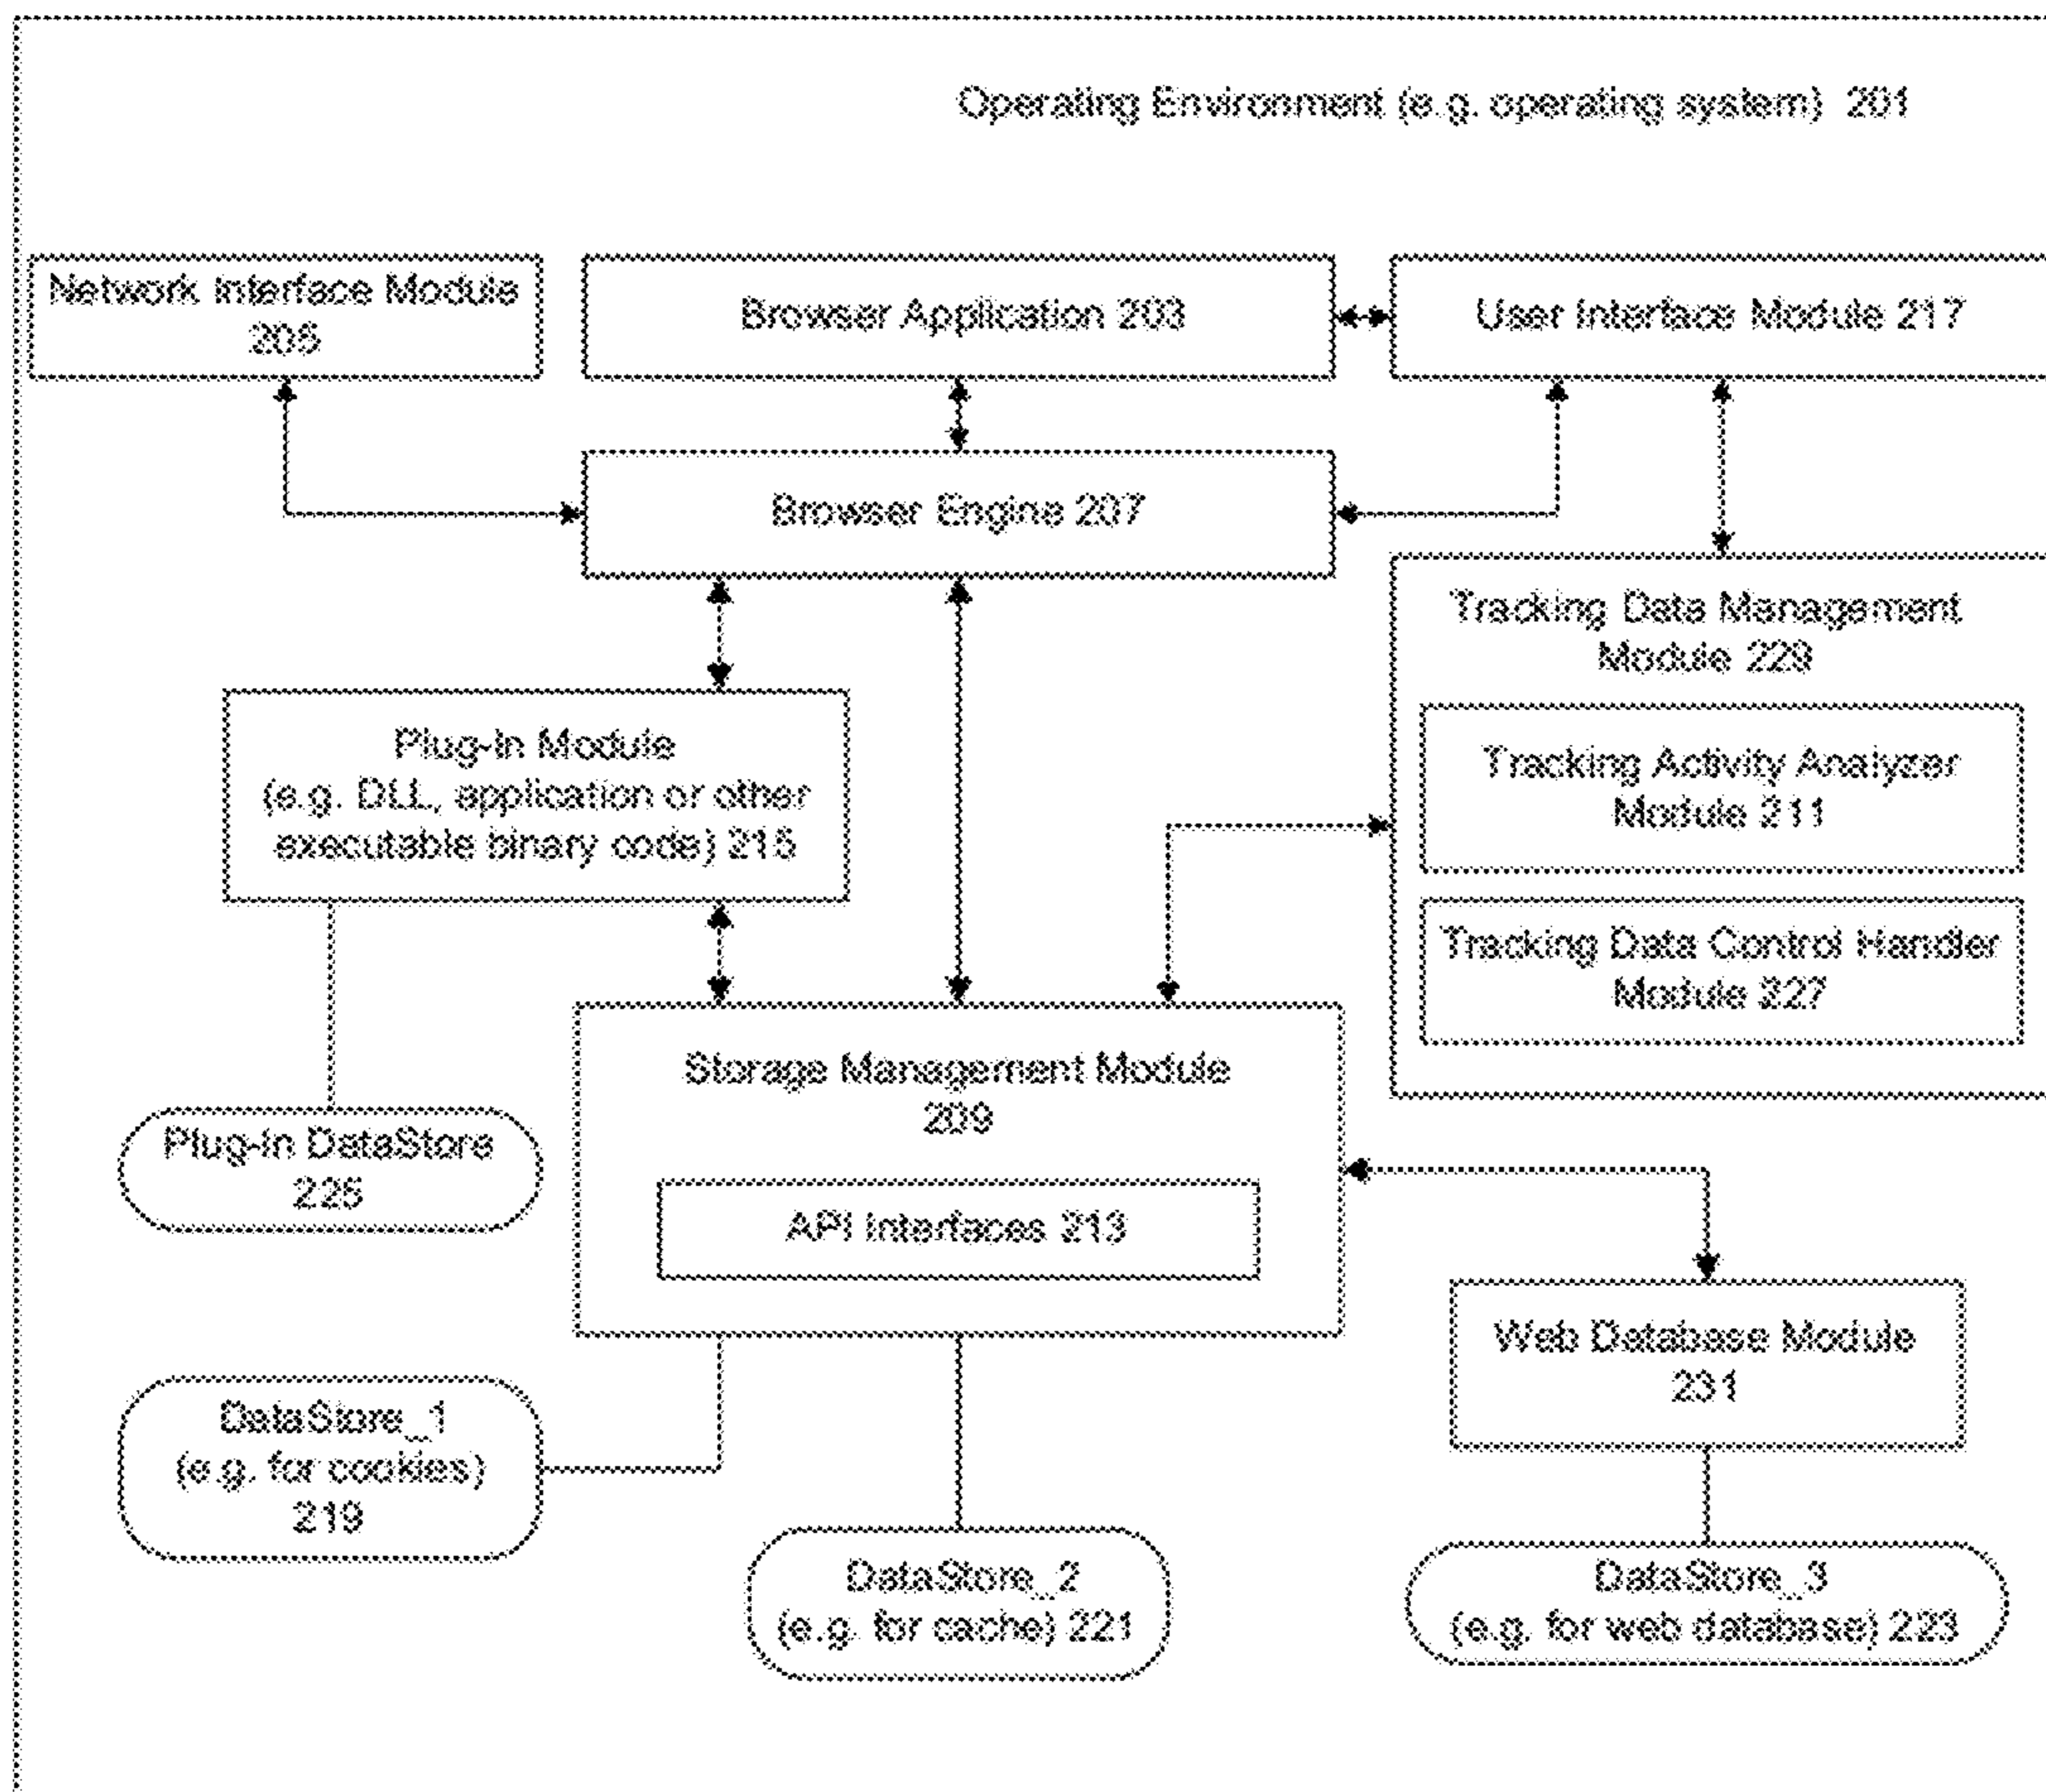 Operating Environment (e.g. operating system) 201
Network Interface Module
205
Browser Application 203
User Interface Module 217
Browser Engine 207
Tracking Data Management
Module 229
Plug-In Module
(e.g. DLL, application or other
executable binary code) 215
Tracking Activity Analyzer
Module 211
Tracking Data Control Handler
Module 227
Storage Management Module
209
Plug-In DataStore
225
API Interfaces 213
Web Database Module
231
DataStore_1
(e.g. for cookies)
219
DataStore_2
(e.g. for cache) 221
DataStore_3
(e.g. for web database) 223